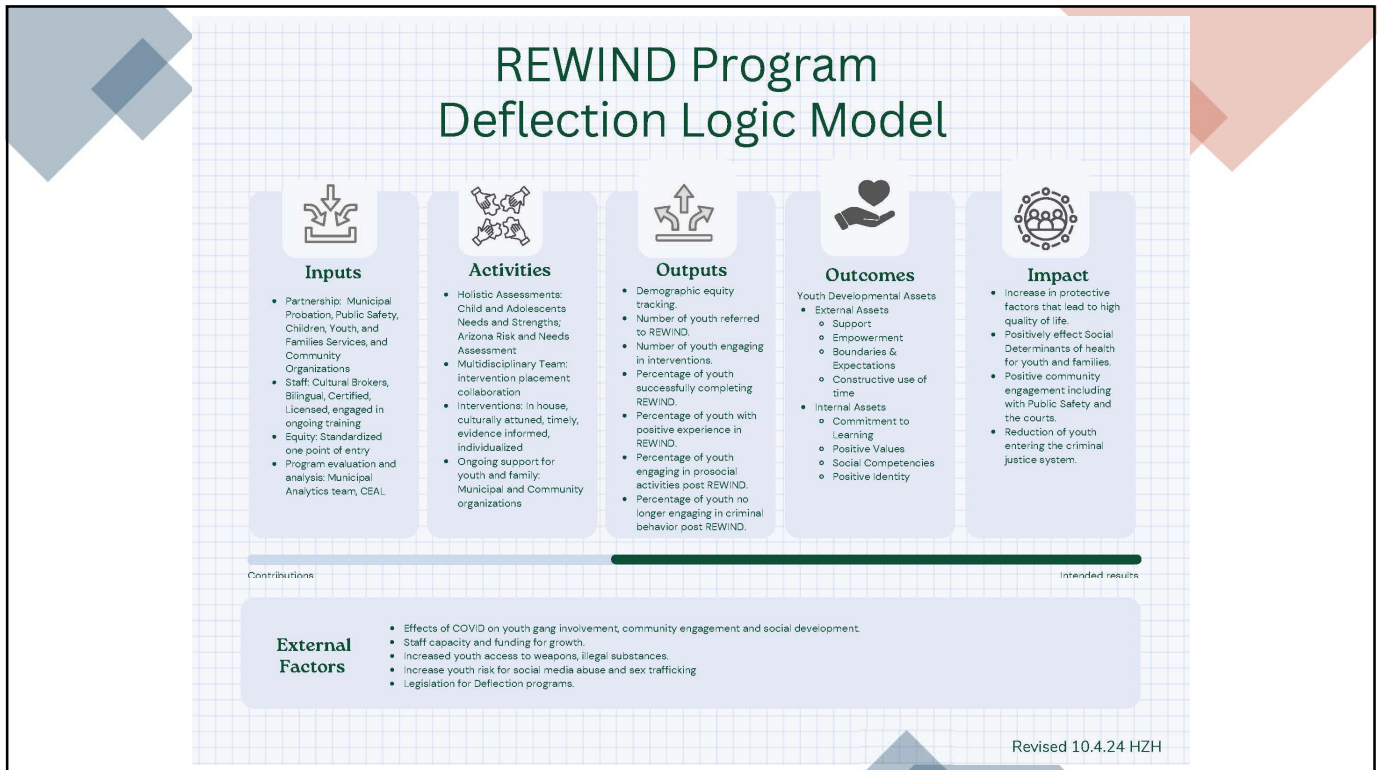 REWIND Program
Deflection Logic Model
Inputs
• Partnership: Municipal
Probation, Public Safety,
Children, Youth, and
Families Services, and
Community
Organizations
• Staff: Cultural Brokers,
Bilingual, Certified,
Licensed, engaged in
ongoing training
• Equity: Standardized
one point of entry
• Program evaluation and
analysis: Municipal
Analytics team, CEAL
Activities
• Holistic Assessments:
Child and Adolescents
Needs and Strengths;
Arizona Risk and Needs
Assessment
• Multidisciplinary Team:
intervention placement
collaboration
• Interventions: In house,
culturally attuned, timely,
evidence informed,
individualized
• Ongoing support for
youth and family:
Municipal and Community
organizations
Outputs
• Demographic equity
tracking.
• Number of youth referred
to REWIND.
• Number of youth engaging
in interventions.
• Percentage of youth
successfully completing
REWIND.
• Percentage of youth with
positive experience in
REWIND.
• Percentage of youth
engaging in prosocial
activities post REWIND.
• Percentage of youth no
longer engaging in criminal
behavior post REWIND.
Outcomes
Youth Developmental Assets
• External Assets
○ Support
○ Empowerment
○ Boundaries &
Expectations
○ Constructive use of
time
• Internal Assets
○ Commitment to
Learning
○ Positive Values
○ Social Competencies
○ Positive Identity
Impact
• Increase in protective
factors that lead to high
quality of life.
• Positively effect Social
Determinants of health
for youth and families.
• Positive community
engagement including
with Public Safety and
the courts.
• Reduction of youth
entering the criminal
justice system.
Contributions
Intended results
External
Factors
• Effects of COVID on youth gang involvement, community engagement and social development.
• Staff capacity and funding for growth.
• Increased youth access to weapons, illegal substances.
• Increase youth risk for social media abuse and sex trafficking
• Legislation for Deflection programs.
Revised 10.4.24 HZH